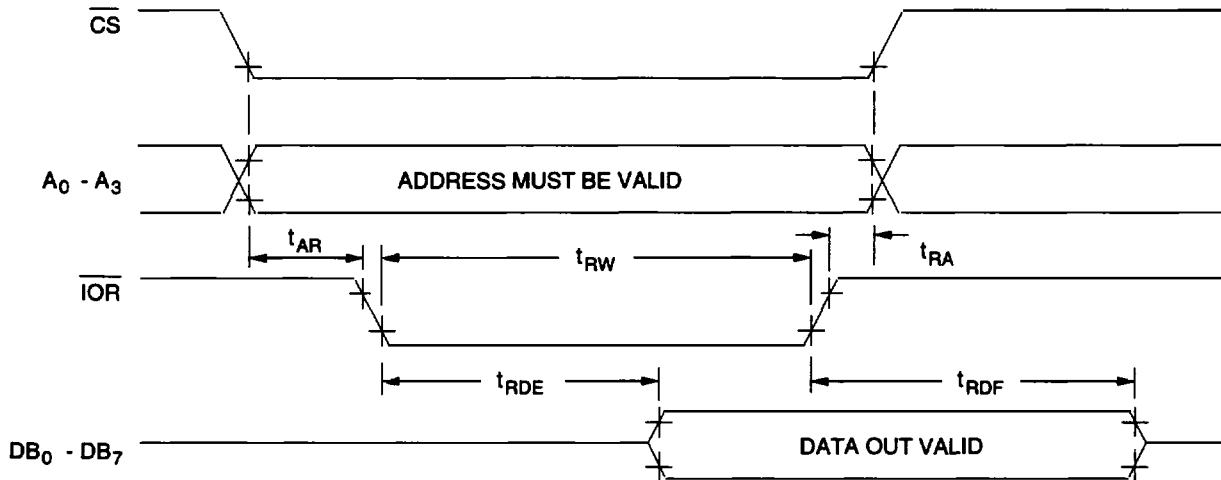 CS
A0 - A3
ADDRESS MUST BE VALID
tAR
tRW
tRA
IOR
tRDE
tRDF
DB0 - DB7
DATA OUT VALID